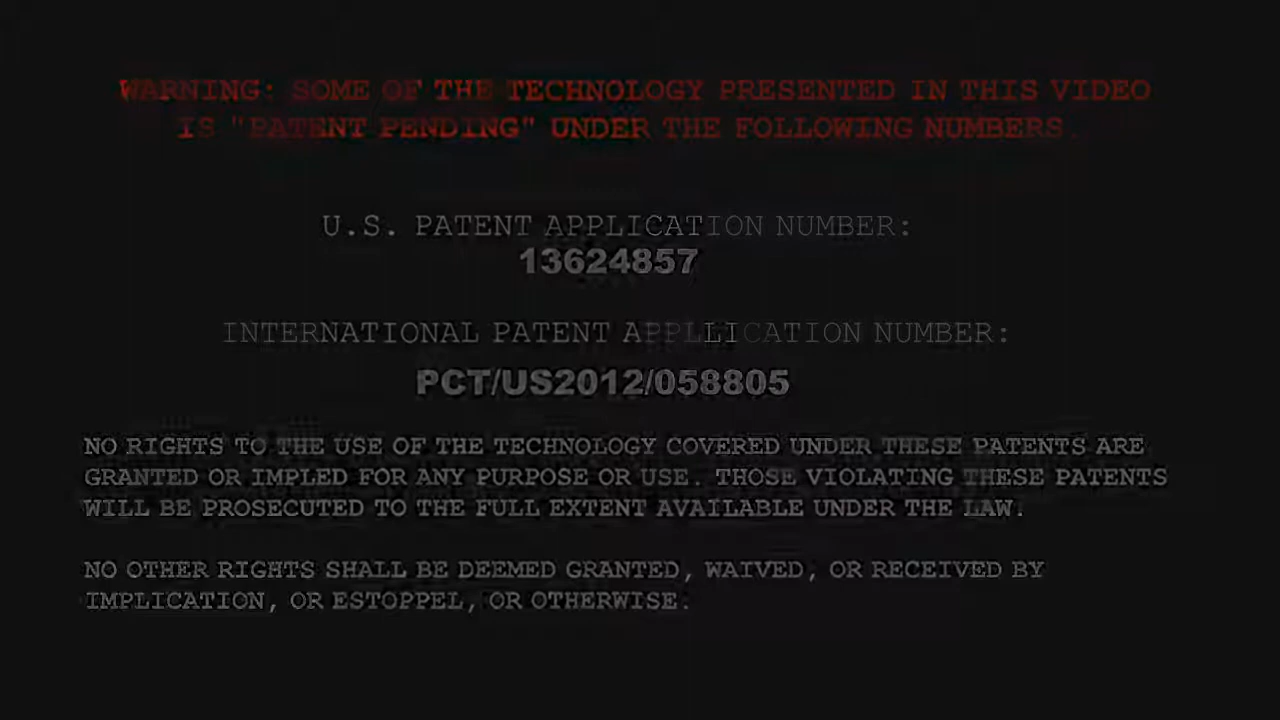 WARNING: SOME OF THE TECHNOLOGY PRESENTED IN THIS VIDEO
IS "PATENT PENDING" UNDER THE FOLLOWING NUMBERS.
U.S. PATENT APPLICATION NUMBER:
13624857
INTERNATIONAL PATENT APPLLICATION NUMBER:
PCT/US2012/058805
NO RIGHTS TO THE USE OF THE TECHNOLOGY COVERED UNDER THESE PATENTS ARE
GRANTED OR IMPLED FOR ANY PURPOSE OR USE. THOSE VIOLATING THESE PATENTS
WILL BE PROSECUTED TO THE FULL EXTENT AVAILABLE UNDER THE LAW.
NO OTHER RIGHTS SHALL BE DEEMED GRANTED, WAIVED, OR RECEIVED BY
IMPLICATION, OR ESTOPPEL, OR OTHERWISE: